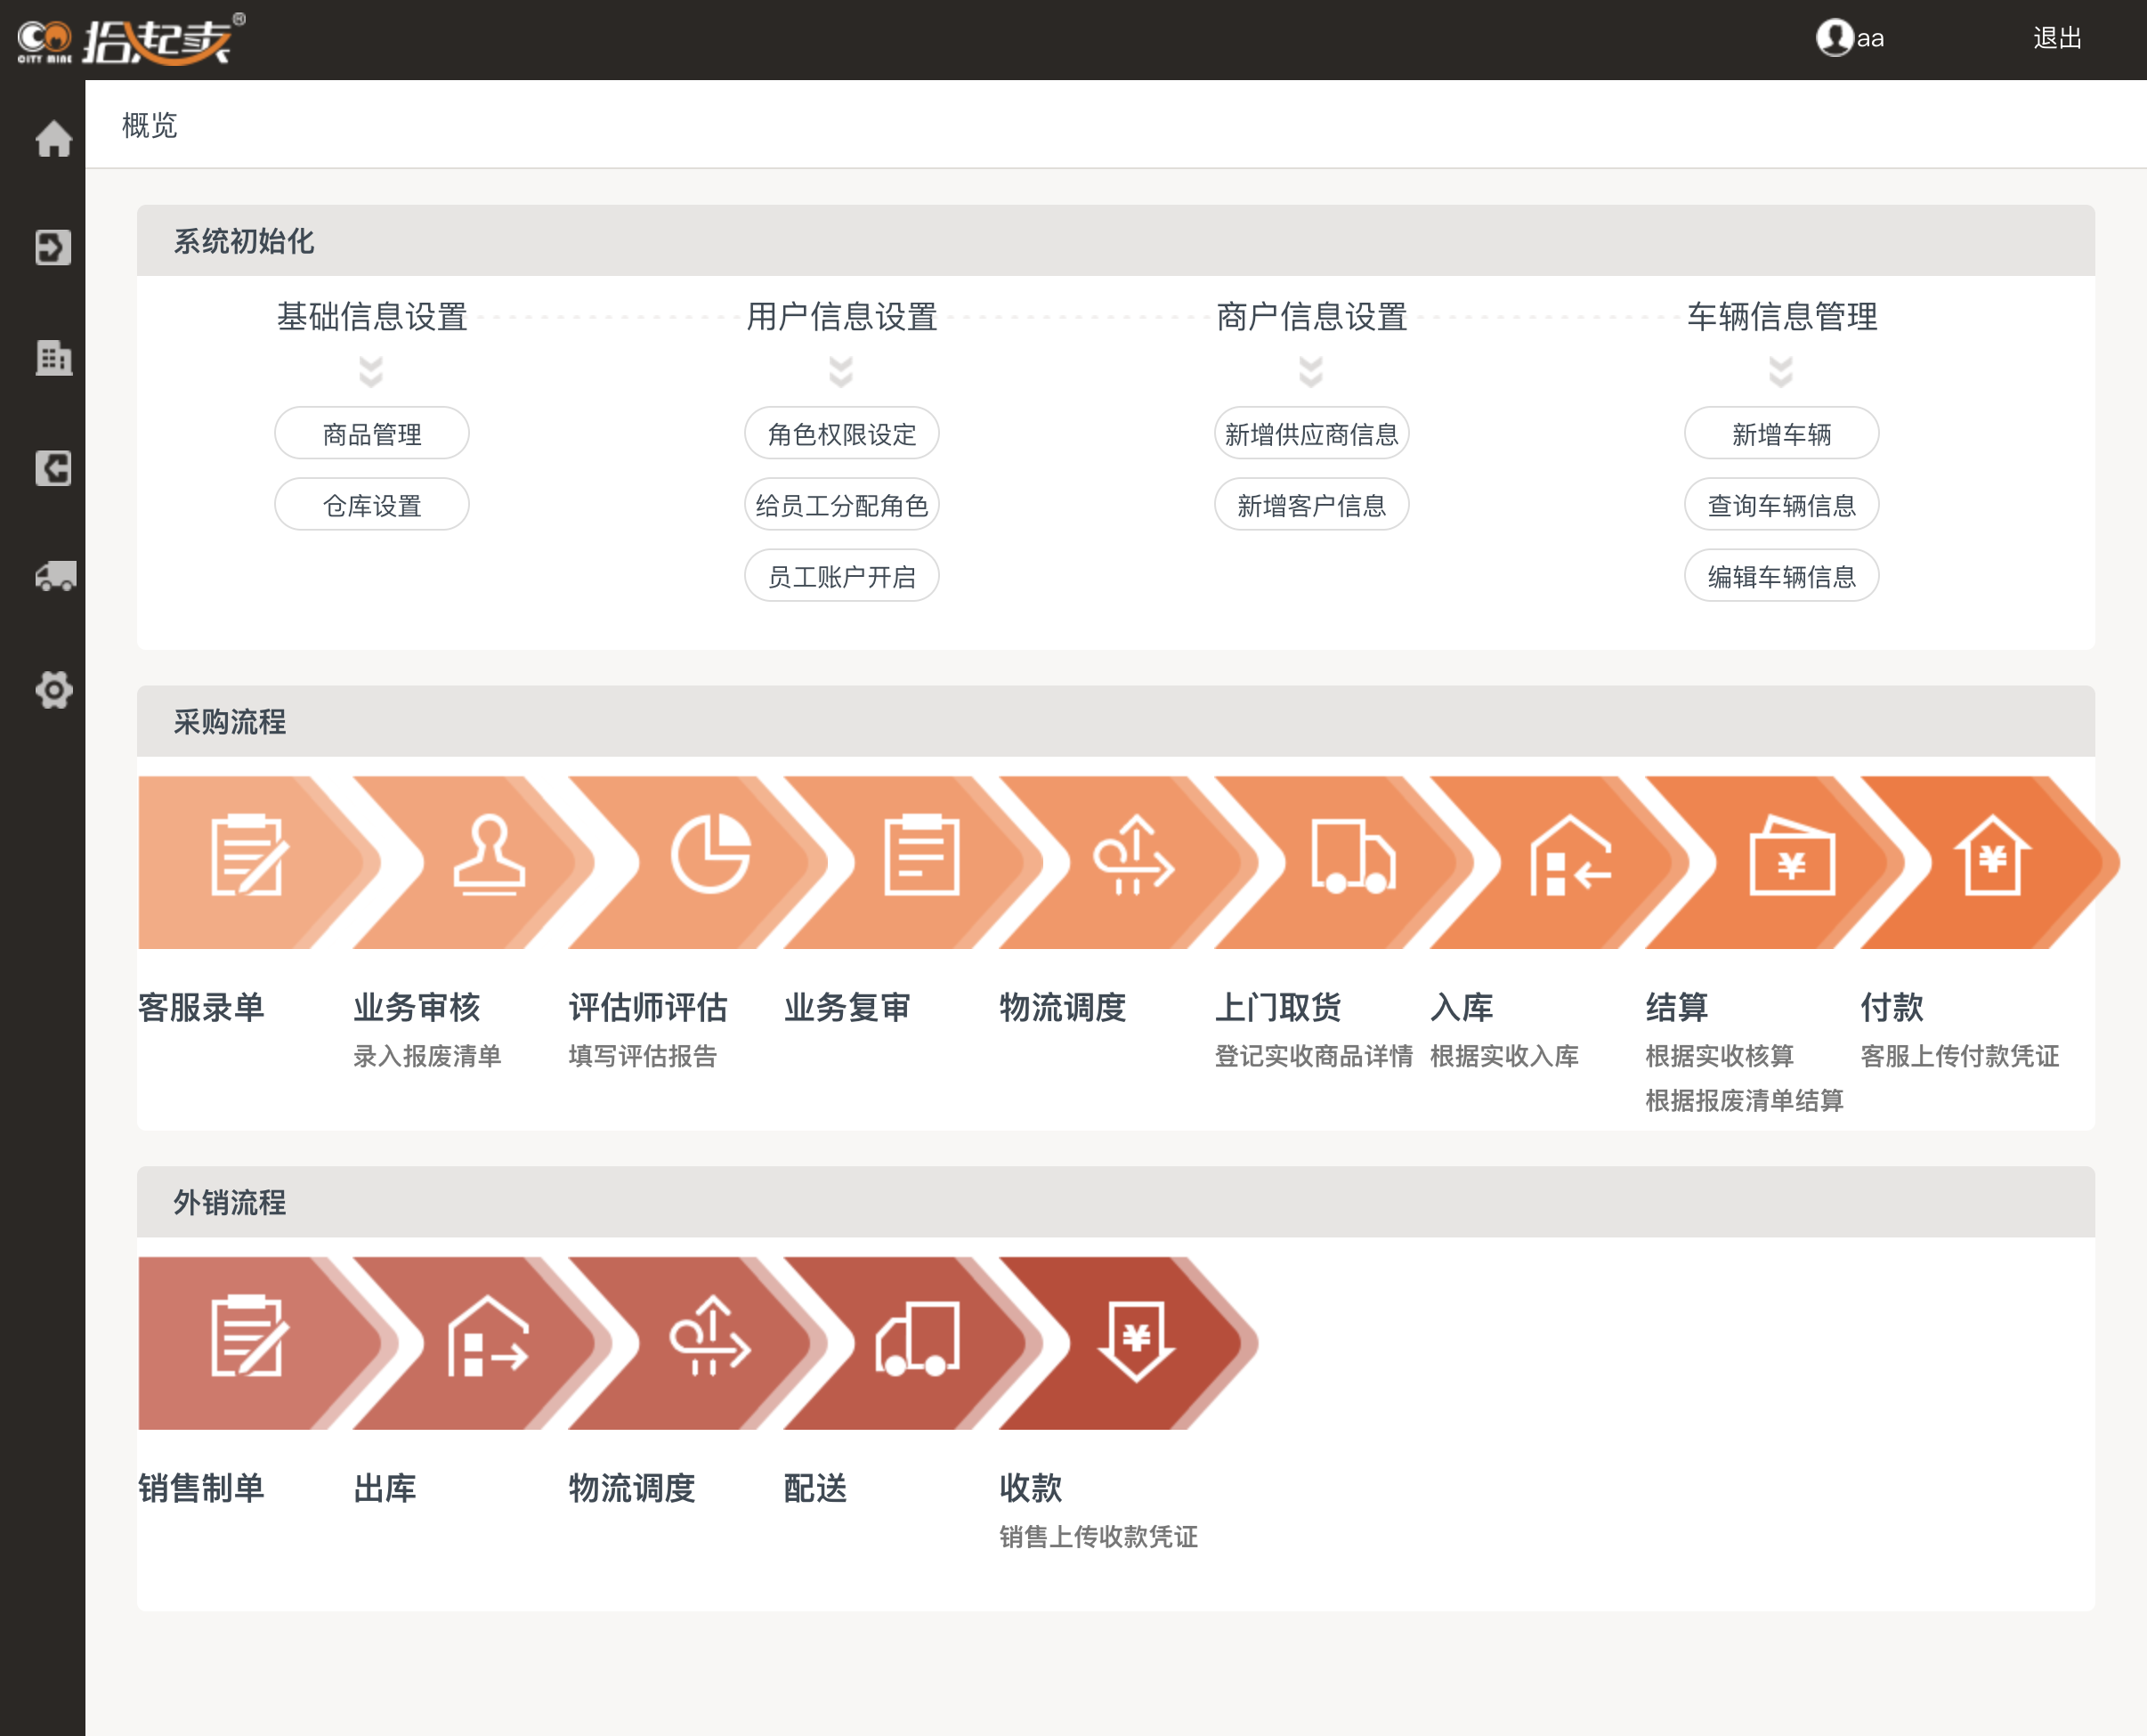 CITY MINE 拾起卖®
aa
退出
概览
系统初始化
基础信息设置
用户信息设置
商户信息设置
车辆信息管理
商品管理
角色权限设定
新增供应商信息
新增车辆
仓库设置
给员工分配角色
新增客户信息
查询车辆信息
员工账户开启
编辑车辆信息
采购流程
¥
¥
客服录单
业务审核
评估师评估
业务复审
物流调度
上门取货
入库
结算
付款
录入报废清单
填写评估报告
登记实收商品详情
根据实收入库
根据实收核算
客服上传付款凭证
根据报废清单结算
外销流程
¥
销售制单
出库
物流调度
配送
收款
销售上传收款凭证